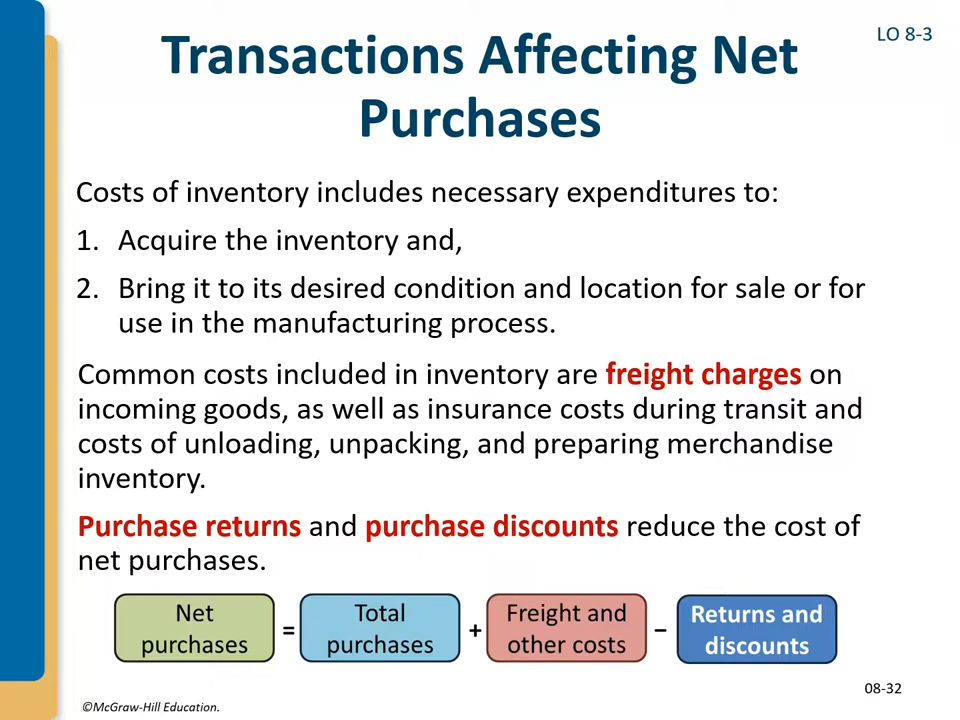 LO 8-3
Transactions Affecting Net
Purchases
Costs of inventory includes necessary expenditures to:
1. Acquire the inventory and,
2. Bring it to its desired condition and location for sale or for
use in the manufacturing process.
Common costs included in inventory are freight charges on
incoming goods, as well as insurance costs during transit and
costs of unloading, unpacking, and preparing merchandise
inventory.
Purchase returns and purchase discounts reduce the cost of
net purchases.
Net purchases = Total purchases + Freight and other costs − Returns and discounts
08-32
©McGraw-Hill Education.